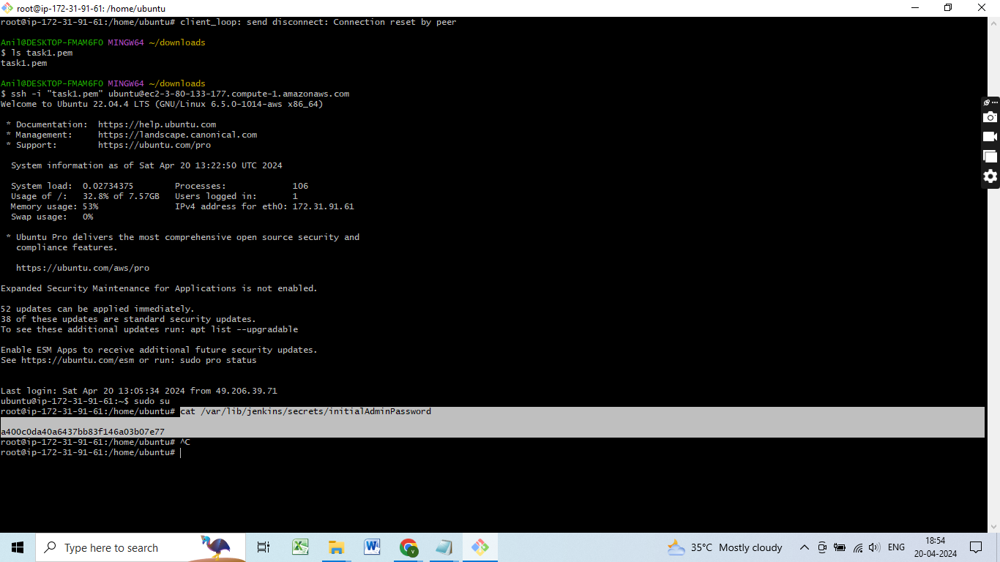 root@ip-172-31-91-61: /home/ubuntu
root@ip-172-31-91-61:/home/ubuntu# client_loop: send disconnect: Connection reset by peer
Anil@DESKTOP-FMAM6FO MINGW64 ~/downloads
$ ls task1.pem
task1.pem
Anil@DESKTOP-FMAM6FO MINGW64 ~/downloads
$ ssh -i "task1.pem" ubuntu@ec2-3-80-133-177.compute-1.amazonaws.com
Welcome to Ubuntu 22.04.4 LTS (GNU/Linux 6.5.0-1014-aws x86_64)
* Documentation:  https://help.ubuntu.com
* Management:     https://landscape.canonical.com
* Support:        https://ubuntu.com/pro
System information as of Sat Apr 20 13:22:50 UTC 2024
System load:  0.02734375        Processes:             106
Usage of /:   32.8% of 7.57GB   Users logged in:       1
Memory usage: 53%               IPv4 address for eth0: 172.31.91.61
Swap usage:   0%
* Ubuntu Pro delivers the most comprehensive open source security and
compliance features.
https://ubuntu.com/aws/pro
Expanded Security Maintenance for Applications is not enabled.
52 updates can be applied immediately.
38 of these updates are standard security updates.
To see these additional updates run: apt list --upgradable
Enable ESM Apps to receive additional future security updates.
See https://ubuntu.com/esm or run: sudo pro status
Last login: Sat Apr 20 13:05:34 2024 from 49.206.39.71
ubuntu@ip-172-31-91-61:~$ sudo su
root@ip-172-31-91-61:/home/ubuntu# cat /var/lib/jenkins/secrets/initialAdminPassword
a400c0da40a6437bb83f146a03b07e77
root@ip-172-31-91-61:/home/ubuntu# ^C
root@ip-172-31-91-61:/home/ubuntu#
Type here to search
35°C Mostly cloudy
ENG
18:54
20-04-2024